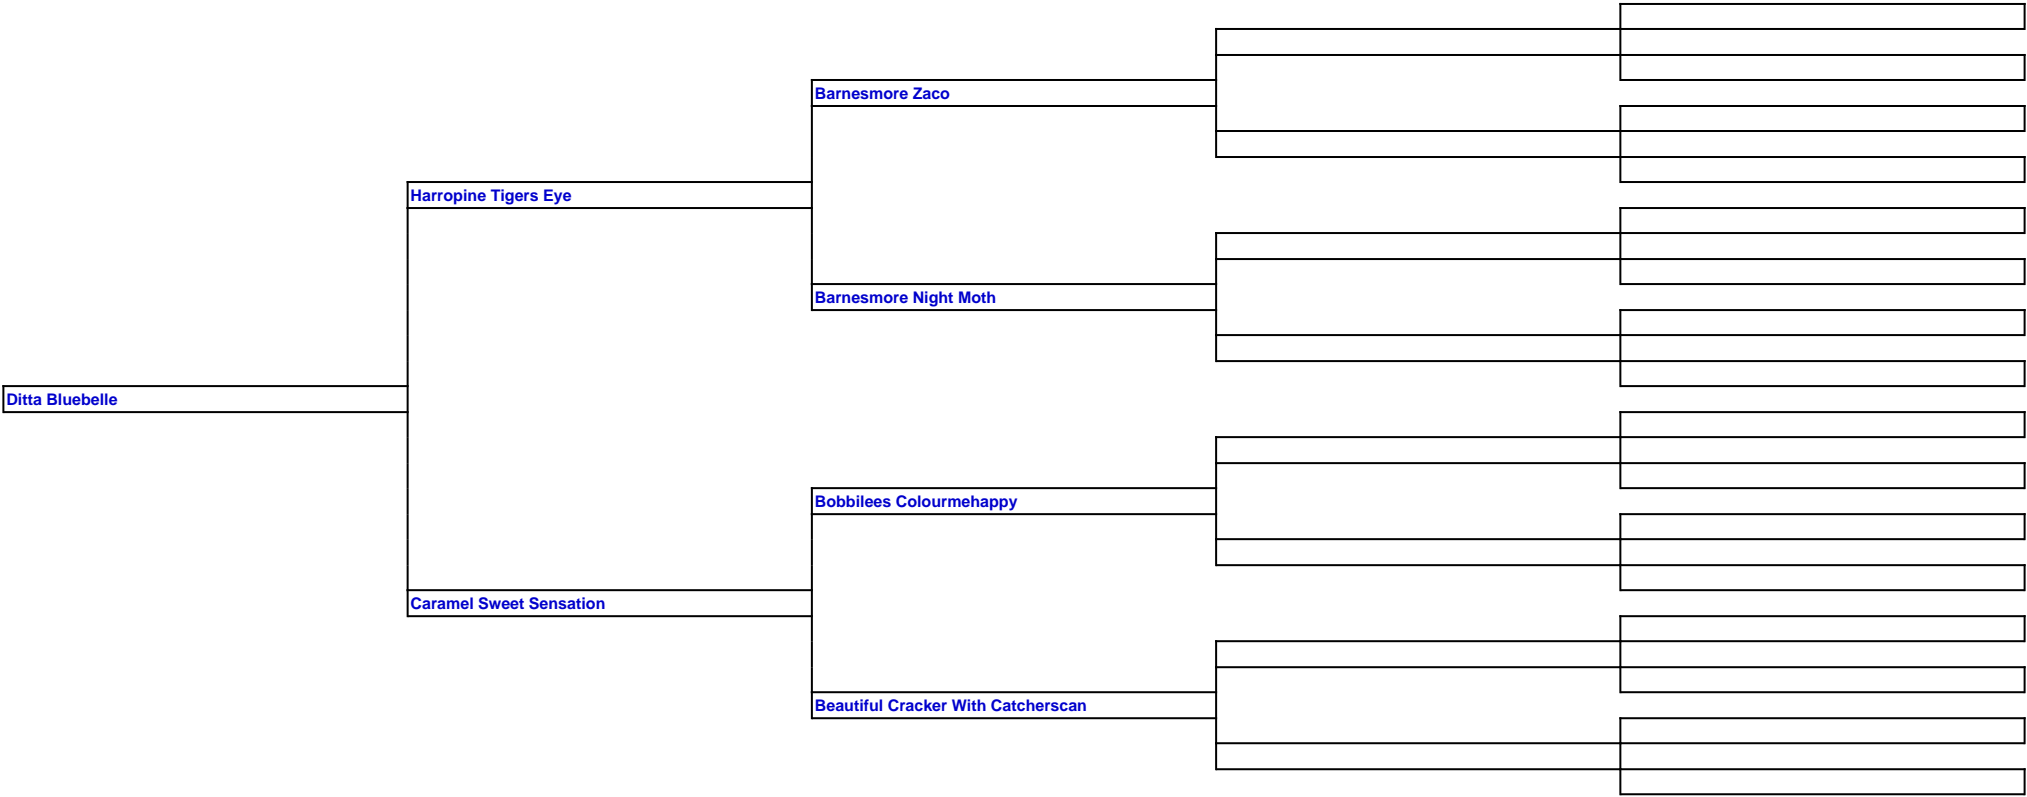 Barnesmore Zaco
Harropine Tigers Eye
Barnesmore Night Moth
Ditta Bluebelle
Bobbilees Colourmehappy
Caramel Sweet Sensation
Beautiful Cracker With Catcherscan